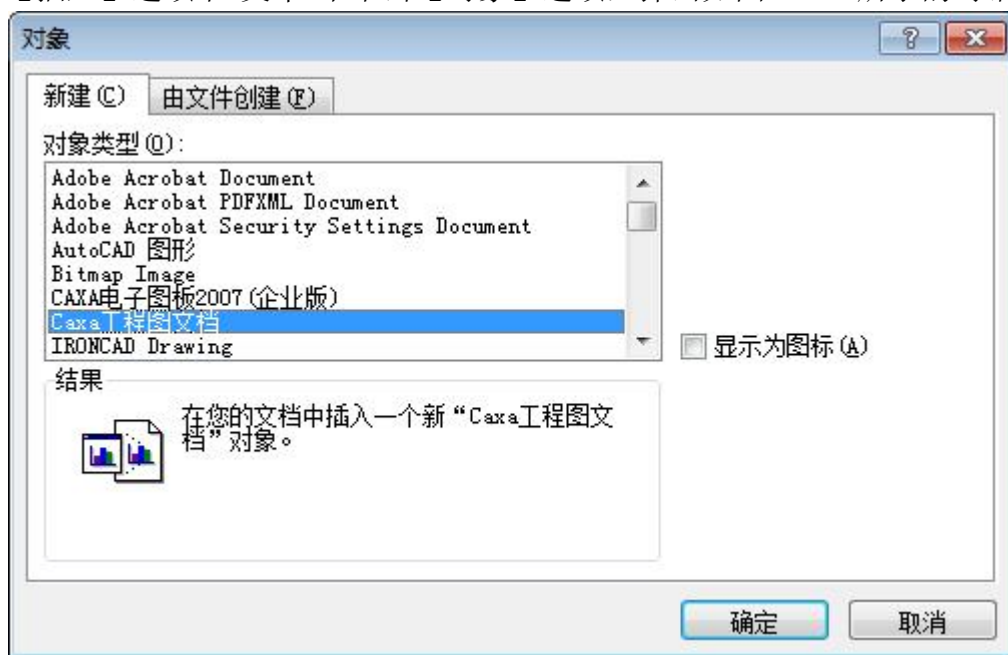 对象
新建(C)
由文件创建(F)
对象类型(O):
Adobe Acrobat Document
Adobe Acrobat PDFXML Document
Adobe Acrobat Security Settings Document
AutoCAD 图形
Bitmap Image
CAXA电子图板2007(企业版)
Caxa工程图文档
IRONCAD Drawing
显示为图标(A)
结果
在您的文档中插入一个新“Caxa工程图文
档”对象。
确定
取消